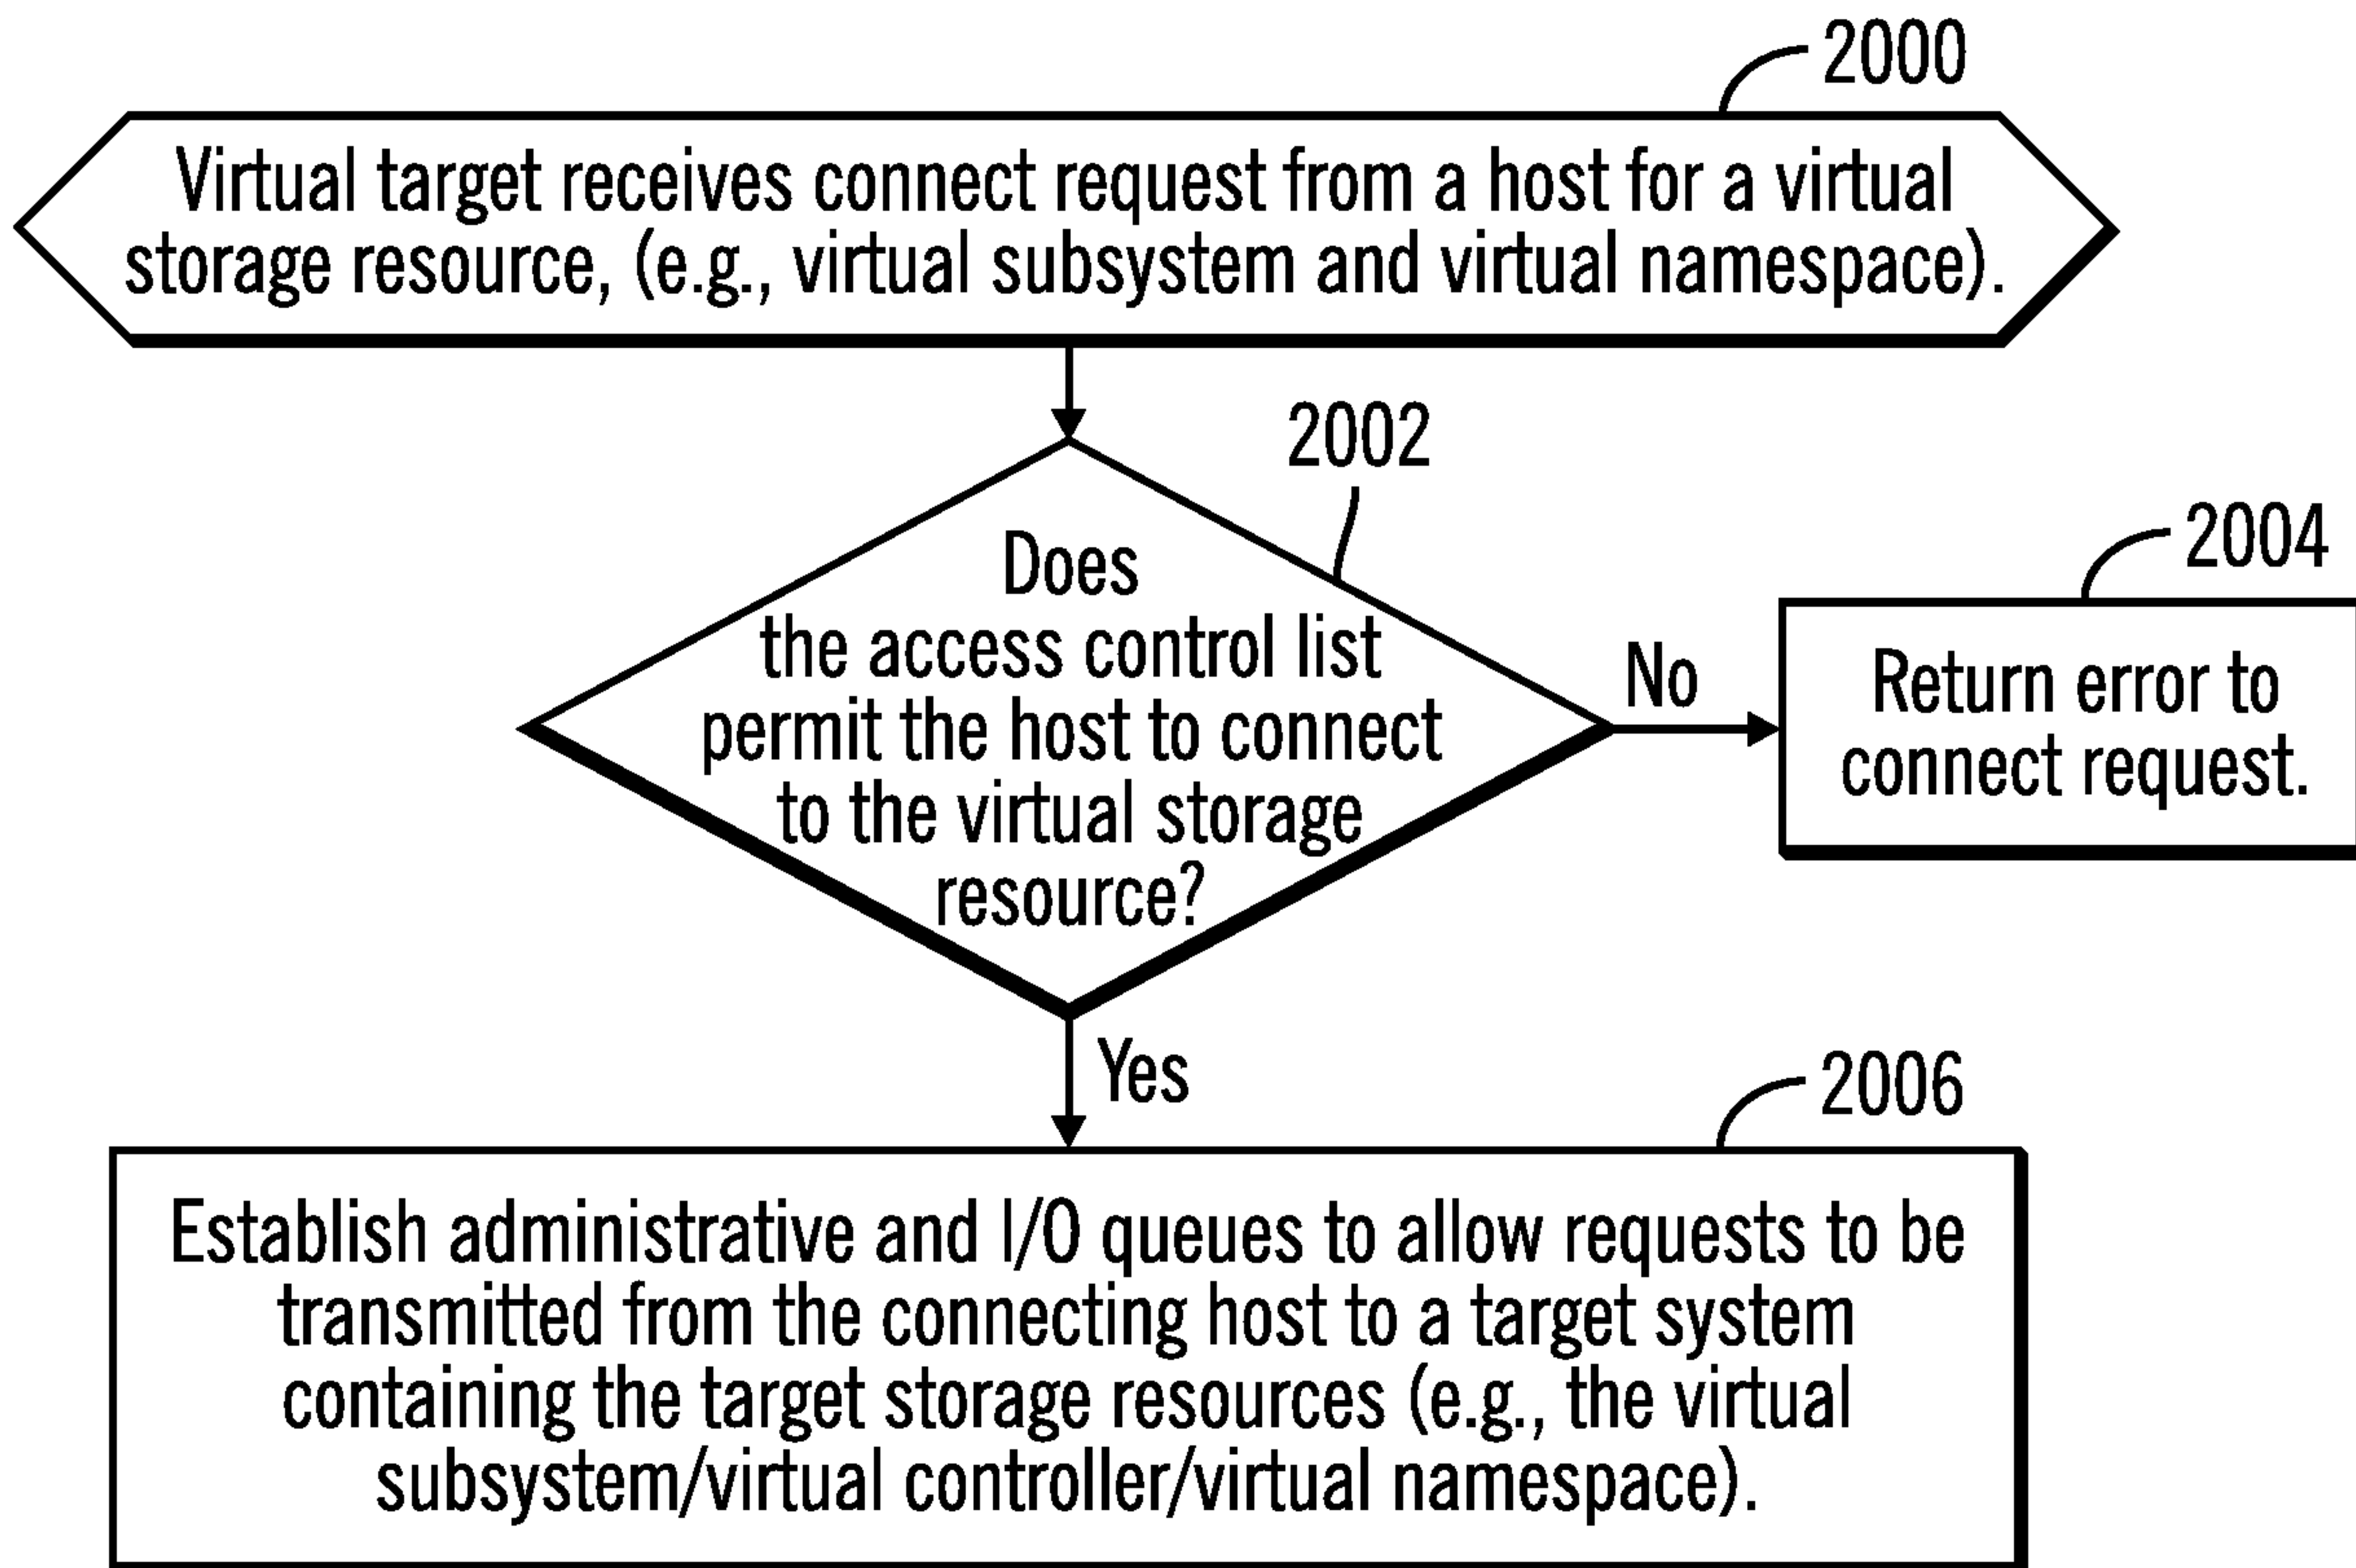 2000
Virtual target receives connect request from a host for a virtual
storage resource, (e.g., virtual subsystem and virtual namespace).
2002
Does
the access control list
permit the host to connect
to the virtual storage
resource?
No
2004
Return error to
connect request.
Yes
2006
Establish administrative and I/O queues to allow requests to be
transmitted from the connecting host to a target system
containing the target storage resources (e.g., the virtual
subsystem/virtual controller/virtual namespace).